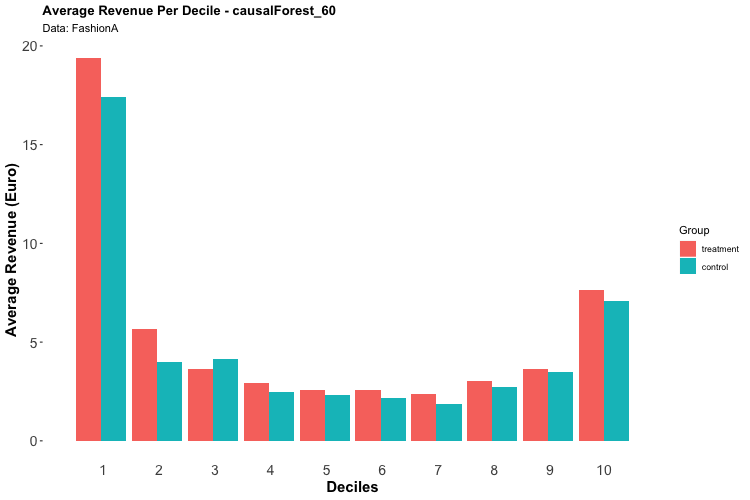 Average Revenue Per Decile - causalForest_60
Data: FashionA
Average Revenue (Euro)
20
15
10
5
0
1 2 3 4 5 6 7 8 9 10
Deciles
Group
treatment
control